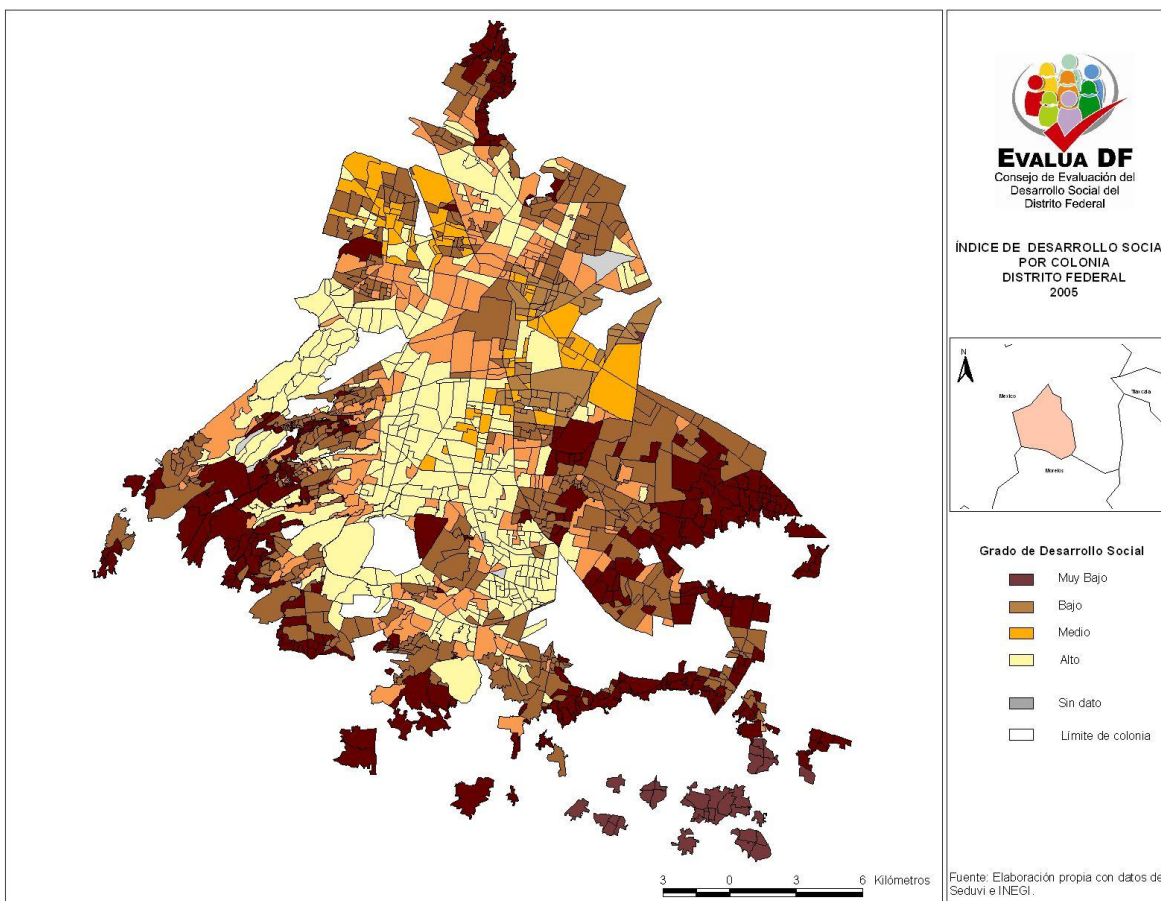 EVALUA DF
Consejo de Evaluación del
Desarrollo Social del
Distrito Federal
ÍNDICE DE DESARROLLO SOCIA
POR COLONIA
DISTRITO FEDERAL
2005
N
Mexico
Tlaxcala
Morelos
Grado de Desarrollo Social
Muy Bajo
Bajo
Medio
Alto
Sin dato
Límite de colonia
3 0 3 6 Kilómetros
Fuente: Elaboración propia con datos de
Seduvi e INEGI.